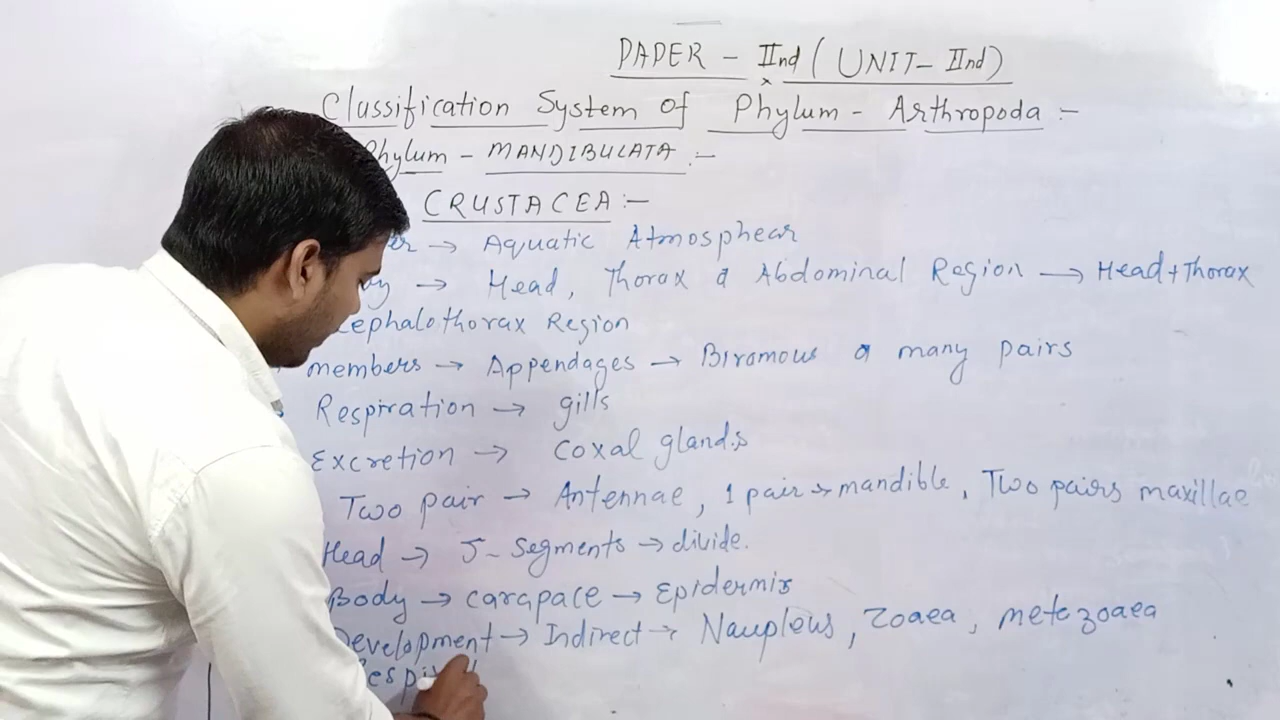 PAPER - IInd ( UNIT- IInd )
Classification System of Phylum - Arthropoda :-
Phylum - MANDIBULATA :-
CRUSTACEA :-
→ Aquatic Atmosphear
→ Head, Thorax & Abdominal Region → Head+Thorax
Cephalothorax Region
members → Appendages → Biramous & many pairs
Respiration → gills
Excretion → Coxal glands
Two pair → Antennae, 1 pair → mandible, Two pairs maxillae
Head → 5- Segments → divide.
Body → carapace → Epidermis
Development → Indirect → Naupleus, Zoaea, metazoaea